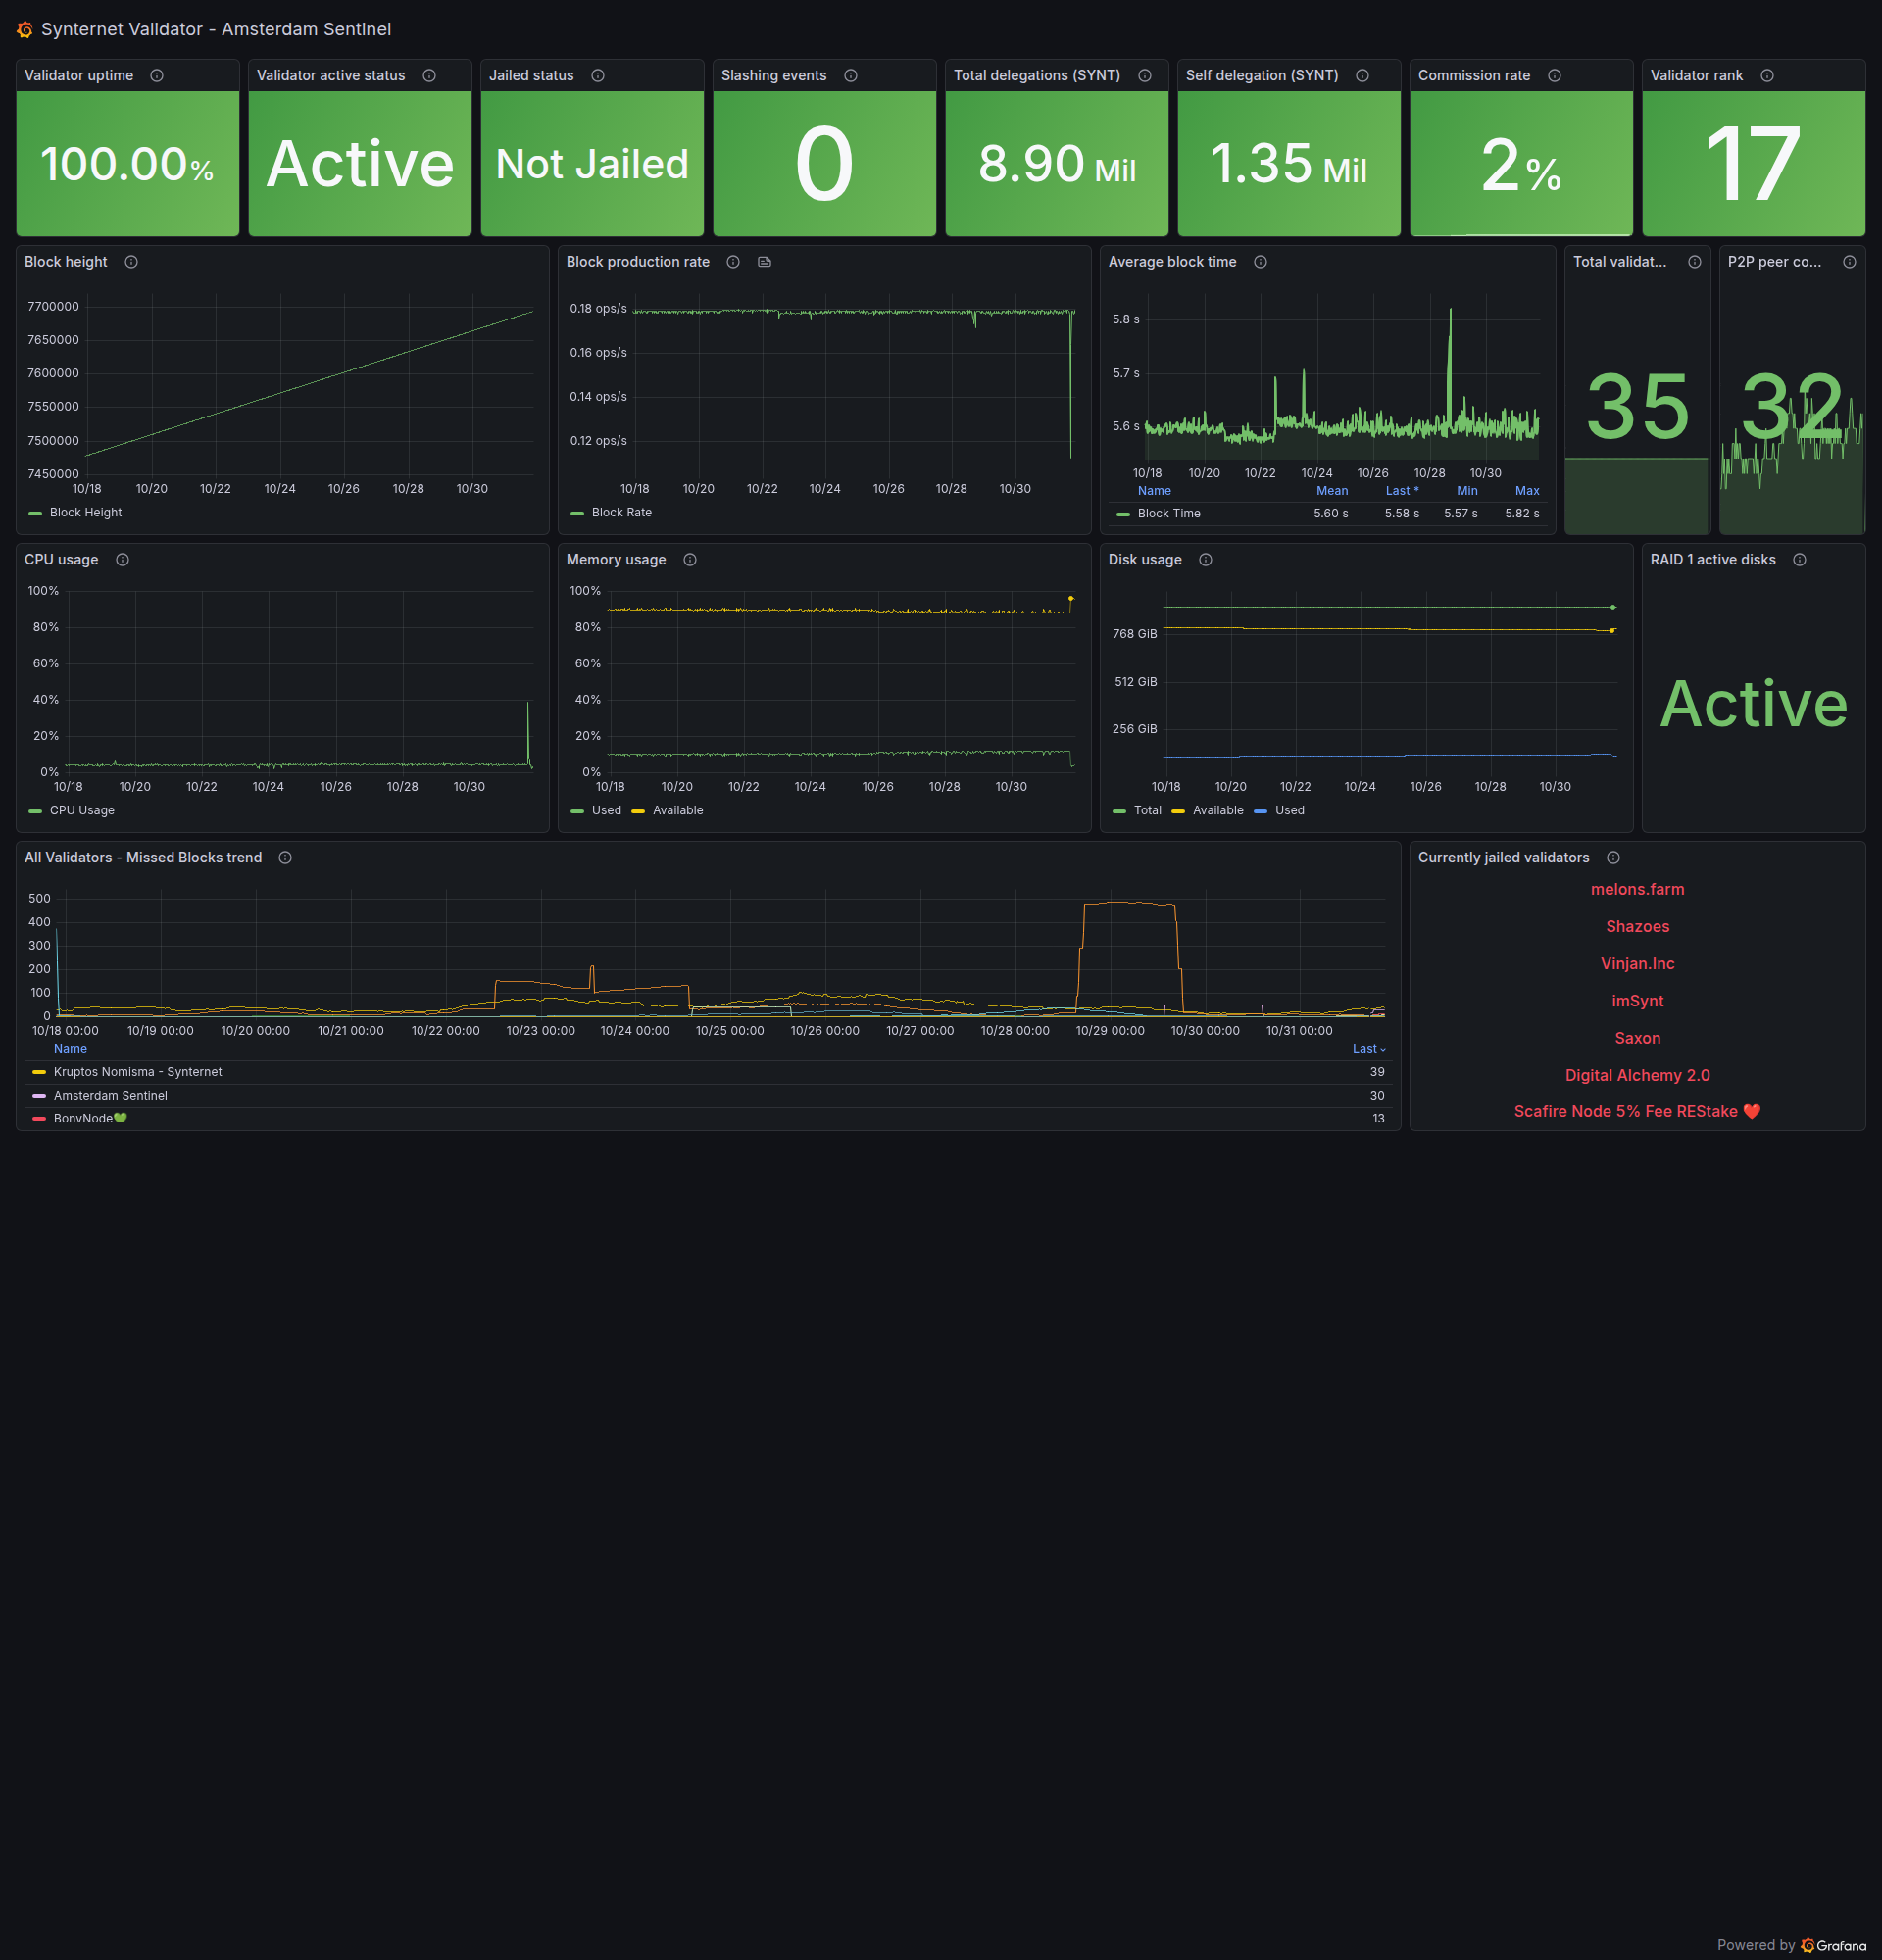 Synternet Validator - Amsterdam Sentinel
Validator uptime
100.00%
Validator active status
Active
Jailed status
Not Jailed
Slashing events
0
Total delegations (SYNT)
8.90 Mil
Self delegation (SYNT)
1.35 Mil
Commission rate
2%
Validator rank
17
Block height
7700000
7650000
7600000
7550000
7500000
7450000
10/18 10/20 10/22 10/24 10/26 10/28 10/30
Block Height
Block production rate
0.18 ops/s
0.16 ops/s
0.14 ops/s
0.12 ops/s
10/18 10/20 10/22 10/24 10/26 10/28 10/30
Block Rate
Average block time
5.8 s
5.7 s
5.6 s
10/18 10/20 10/22 10/24 10/26 10/28 10/30
Name Mean Last * Min Max
Block TIme 5.60 s 5.58 s 5.57 s 5.82 s
Total validat...
35
P2P peer co...
32
CPU usage
100%
80%
60%
40%
20%
0%
10/18 10/20 10/22 10/24 10/26 10/28 10/30
CPU Usage
Memory usage
100%
80%
60%
40%
20%
0%
10/18 10/20 10/22 10/24 10/26 10/28 10/30
Used Available
Disk usage
768 GiB
512 GiB
256 GiB
10/18 10/20 10/22 10/24 10/26 10/28 10/30
Total Available Used
RAID 1 active disks
Active
All Validators - Missed Blocks trend
500
400
300
200
100
0
10/18 00:00 10/19 00:00 10/20 00:00 10/21 00:00 10/22 00:00 10/23 00:00 10/24 00:00 10/25 00:00 10/26 00:00 10/27 00:00 10/28 00:00 10/29 00:00 10/30 00:00 10/31 00:00
Name Last
Kruptos Nomisma - Synternet 39
Amsterdam Sentinel 30
BonyNode💚 13
Currently jailed validators
melons.farm
Shazoes
Vinjan.Inc
imSynt
Saxon
Digital Alchemy 2.0
Scafire Node 5% Fee REStake ❤️
Powered by Grafana